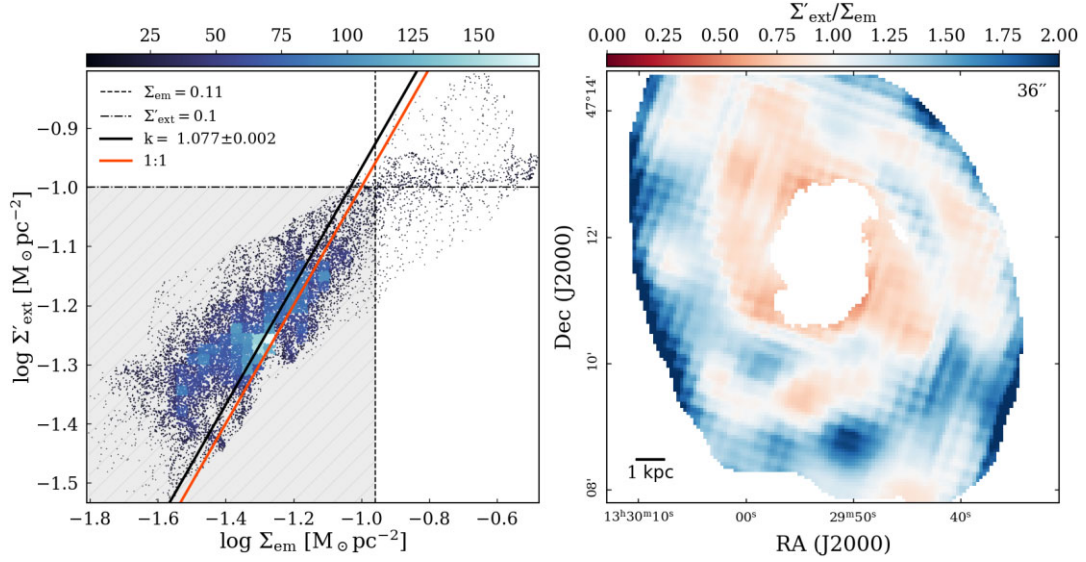 25 50 75 100 125 150
Σem = 0.11
Σ′ext = 0.1
k = 1.077±0.002
1:1
−0.9
−1.0
−1.1
−1.2
−1.3
−1.4
−1.5
log Σ′ext [M⊙pc−2]
−1.8 −1.6 −1.4 −1.2 −1.0 −0.8 −0.6
log Σem [M⊙pc−2]
Σ′ext/Σem
0.00 0.25 0.50 0.75 1.00 1.25 1.50 1.75 2.00
36″
47°14′
12′
10′
08′
Dec (J2000)
1 kpc
13h30m10s 00s 29m50s 40s
RA (J2000)